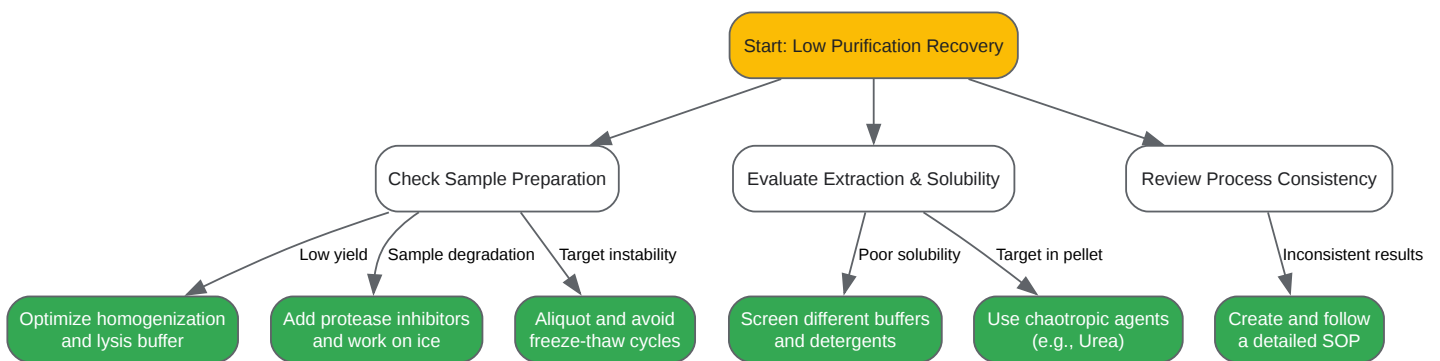 Start: Low Purification Recovery
Check Sample Preparation
Evaluate Extraction & Solubility
Review Process Consistency
Low yield
Sample degradation
Target instability
Poor solubility
Target in pellet
Inconsistent results
Optimize homogenization
and lysis buffer
Add protease inhibitors
and work on ice
Aliquot and avoid
freeze-thaw cycles
Screen different buffers
and detergents
Use chaotropic agents
(e.g., Urea)
Create and follow
a detailed SOP